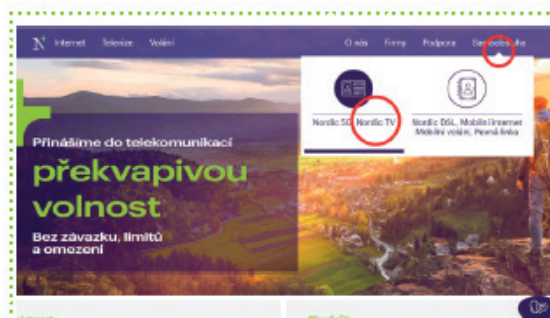 N Internet Televize Volání O nás Firmy Podpora Samoobsluha
Nordic 5G, Nordic TV
Nordic DSL, Mobilní internet
Mobilní volání, Pevná linka
Přinášíme do telekomunikací
překvapivou
volnost
Bez závazku, limitů
a omezení